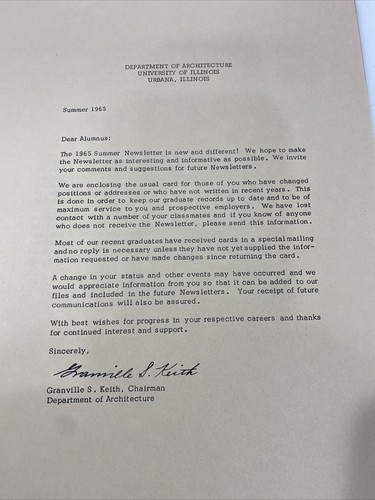 DEPARTMENT OF ARCHITECTURE
UNIVERSITY OF ILLINOIS
URBANA, ILLINOIS
Summer 1965
Dear Alumnus:
The 1965 Summer Newsletter is new and different! We hope to make
the Newsletter as interesting and informative as possible. We invite
your comments and suggestions for future Newsletters.
We are enclosing the usual card for those of you who have changed
positions or addresses or who have not written in recent years. This
is done in order to keep our graduate records up to date and to be of
maximum service to you and prospective employers. We have lost
contact with a number of your classmates and if you know of anyone
who does not receive the Newsletter, please send this information.
Most of our recent graduates have received cards in a special mailing
and no reply is necessary unless they have not yet supplied the infor-
mation requested or have made changes since returning the card.
A change in your status and other events may have occurred and we
would appreciate information from you so that it can be added to our
files and included in the future Newsletters. Your receipt of future
communications will also be assured.
With best wishes for progress in your respective careers and thanks
for continued interest and support.
Sincerely,
Granville S. Keith
Granville S. Keith, Chairman
Department of Architecture